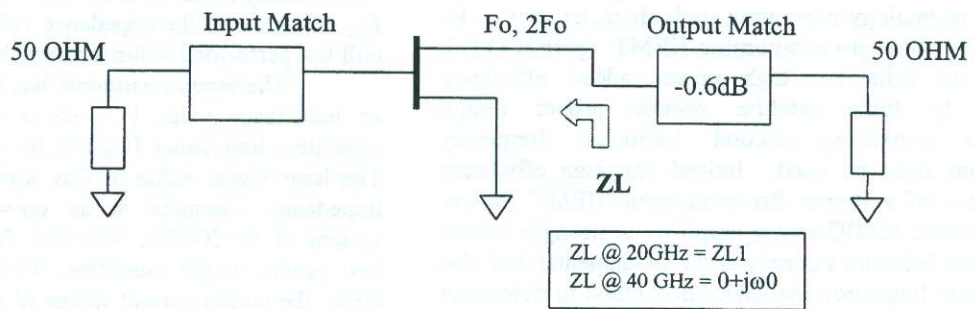 Input Match
Fo, 2Fo
Output Match
50 OHM
50 OHM
-0.6dB
ZL
ZL @ 20GHz = ZL1
ZL @ 40 GHz = 0+jω0